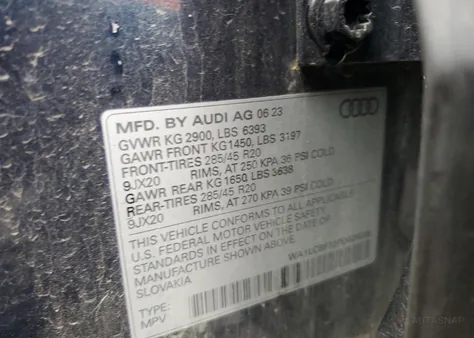 MFD. BY AUDI AG 06 23
GVWR KG 2900, LBS 6393
GAWR FRONT KG1450, LBS 3197
FRONT-TIRES 285/45 R20
9JX20 RIMS, AT 250 KPA 36 PSI COLD
GAWR REAR KG 1650, LBS 3638
REAR-TIRES 285/45 R20
9JX20 RIMS, AT 270 KPA 39 PSI COLD
THIS VEHICLE CONFORMS TO ALL APPLICABLE
U.S. FEDERAL MOTOR VEHICLE SAFETY
STANDARDS IN EFFECT ON THE DATE OF
MANUFACTURE SHOWN ABOVE
SLOVAKIA
TYPE:
MPV